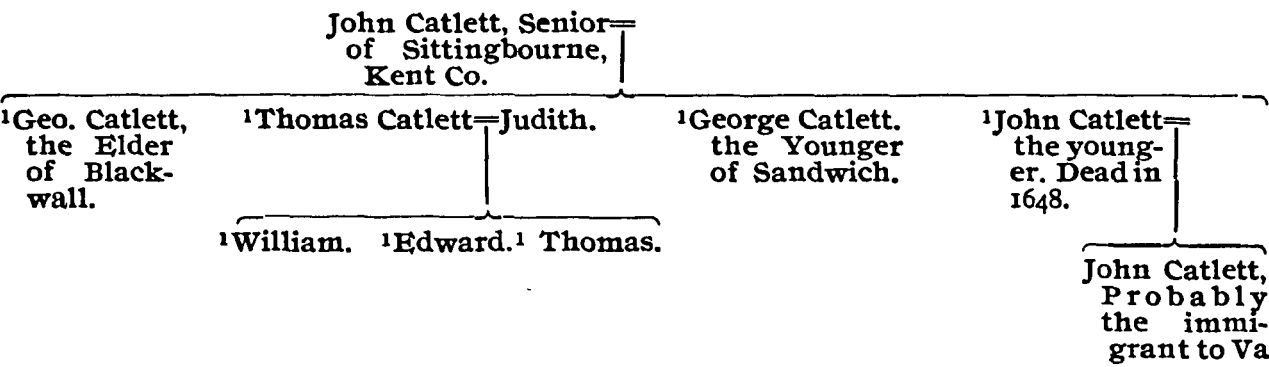 John Catlett, Senior=
of Sittingbourne,
Kent Co.
¹Geo. Catlett,
the Elder
of Black-
wall.
¹Thomas Catlett=Judith.
¹George Catlett.
the Younger
of Sandwich.
¹John Catlett=
the young-
er. Dead in
1648.
¹William. ¹Edward.¹ Thomas.
John Catlett,
Probably
the immi-
grant to Va